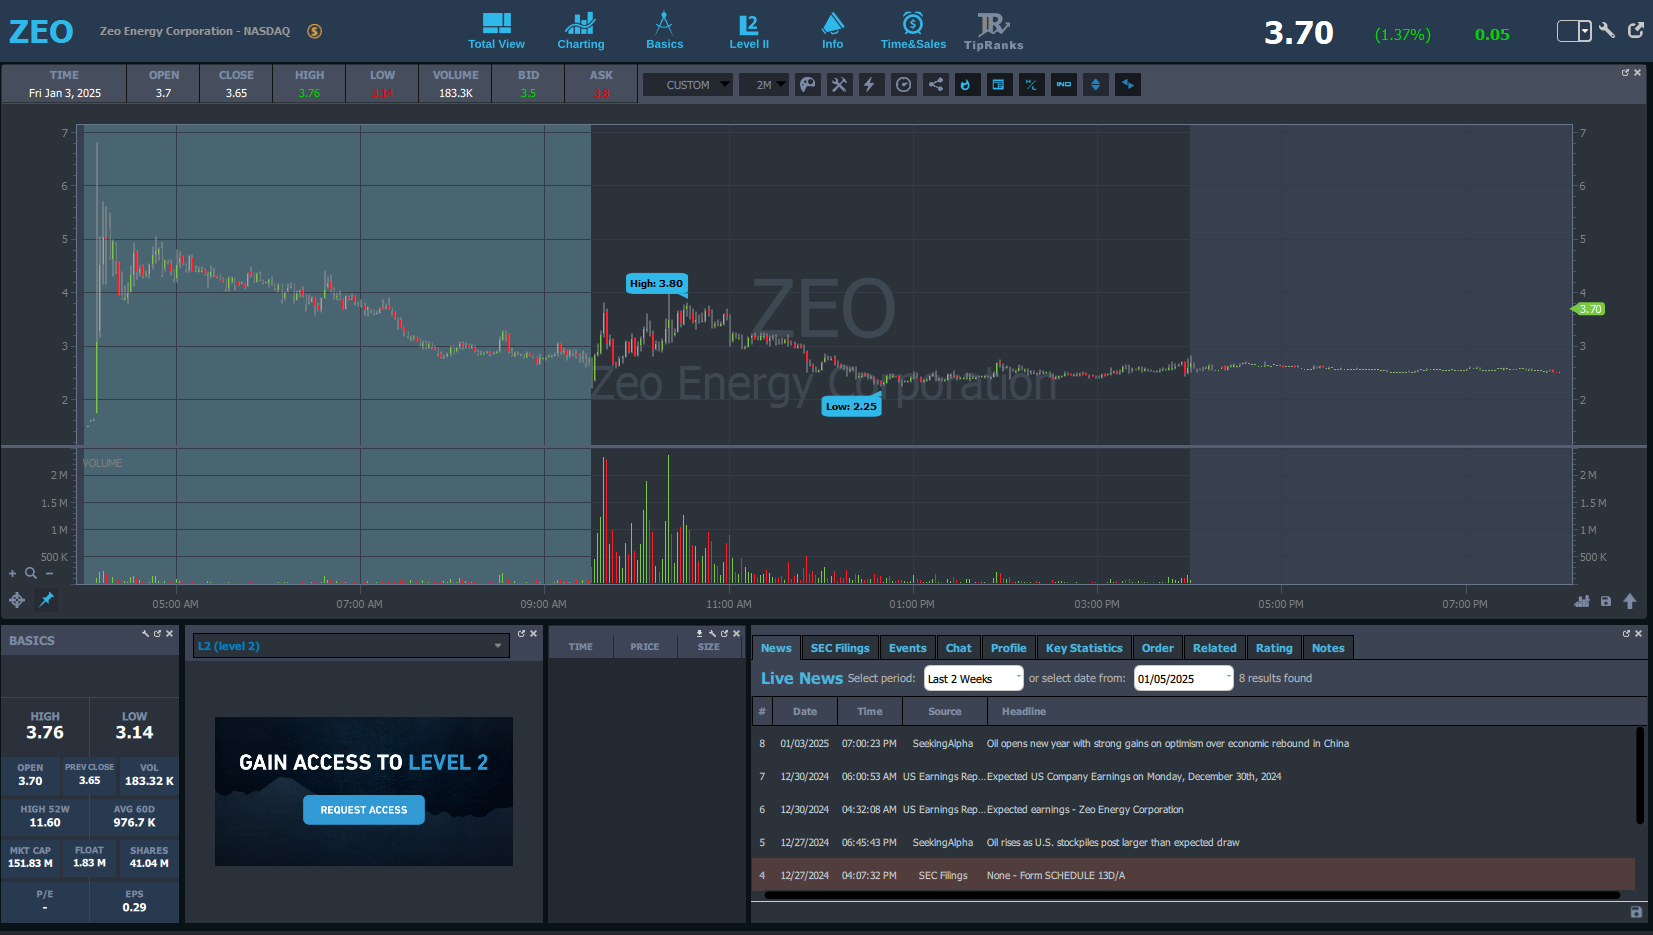 ZEO
Zeo Energy Corporation - NASDAQ
$
Total View
Charting
Basics
L2
Level II
Info
Time&Sales
TipRanks
3.70
(1.37%)
0.05
TIME OPEN CLOSE HIGH LOW VOLUME BID ASK
Fri Jan 3, 2025 3.7 3.65 3.76 3.14 183.3K 3.5 3.8
CUSTOM 2M
IND
7 7
6 6
5 5
4 4
3.70
3 3
2 2
High: 3.80
ZEO
Zeo Energy Corporation
Low: 2.25
VOLUME
2 M 2 M
1.5 M 1.5 M
1 M 1 M
500 K 500 K
05:00 AM 07:00 AM 09:00 AM 11:00 AM 01:00 PM 03:00 PM 05:00 PM 07:00 PM
BASICS
HIGH LOW
3.76 3.14
OPEN PREV CLOSE VOL
3.70 3.65 183.32 K
HIGH 52W AVG 60D
11.60 976.7 K
MKT CAP FLOAT SHARES
151.83 M 1.83 M 41.04 M
P/E EPS
- 0.29
L2 (level 2)
GAIN ACCESS TO LEVEL 2
REQUEST ACCESS
TIME PRICE SIZE
News SEC Filings Events Chat Profile Key Statistics Order Related Rating Notes
Live News Select period: Last 2 Weeks or select date from: 01/05/2025 8 results found
# Date Time Source Headline
8 01/03/2025 07:00:23 PM SeekingAlpha Oil opens new year with strong gains on optimism over economic rebound in China
7 12/30/2024 06:00:53 AM US Earnings Rep... Expected US Company Earnings on Monday, December 30th, 2024
6 12/30/2024 04:32:08 AM US Earnings Rep... Expected earnings - Zeo Energy Corporation
5 12/27/2024 06:45:43 PM SeekingAlpha Oil rises as U.S. stockpiles post larger than expected draw
4 12/27/2024 04:07:32 PM SEC Filings None - Form SCHEDULE 13D/A